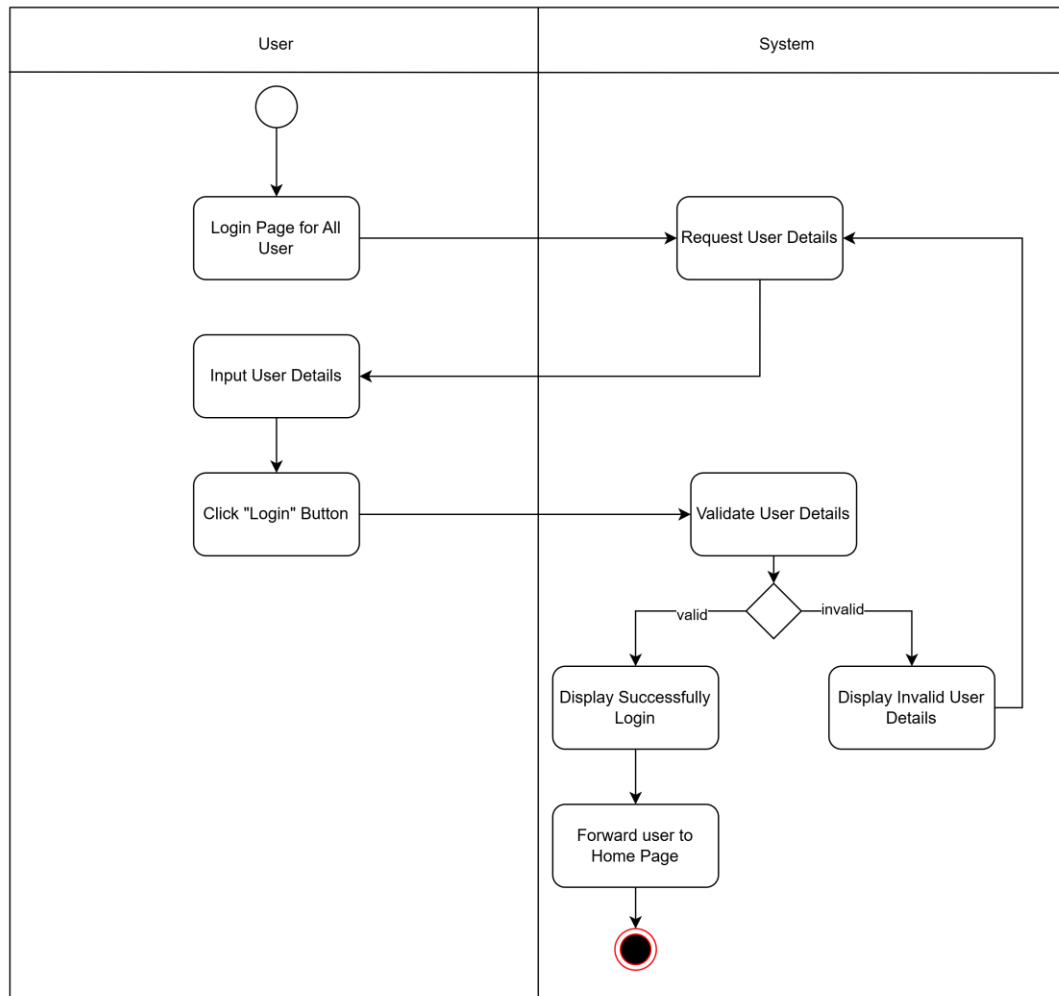 User
System
Login Page for All
User
Request User Details
Input User Details
Click "Login" Button
Validate User Details
valid
invalid
Display Successfully
Login
Display Invalid User
Details
Forward user to
Home Page